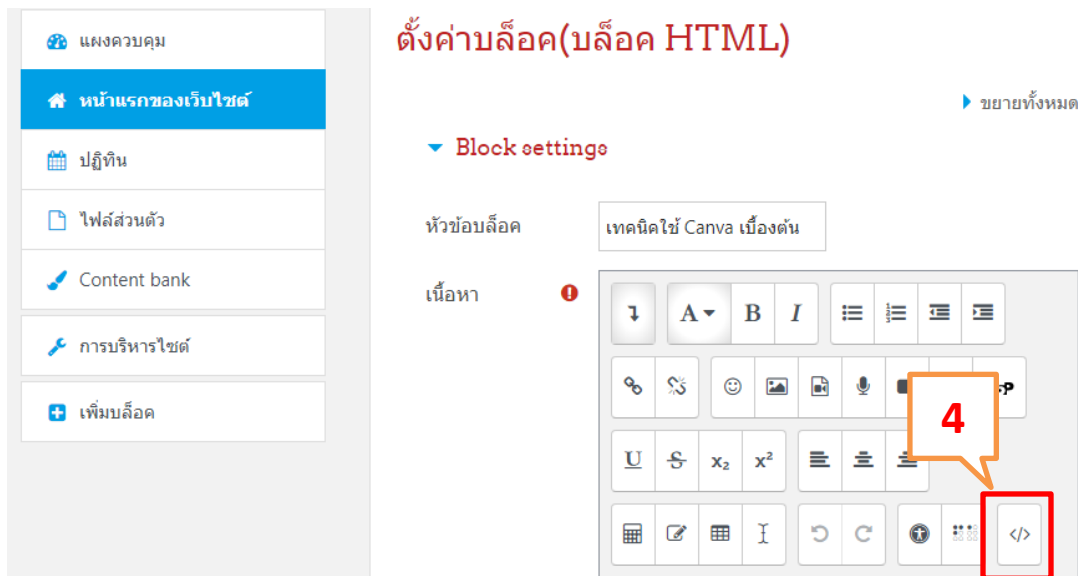 แผงควบคุม
หน้าแรกของเว็บไซต์
ปฏิทิน
ไฟล์ส่วนตัว
Content bank
การบริหารไซต์
เพิ่มบล็อค
ตั้งค่าบล็อค(บล็อค HTML)
ขยายทั้งหมด
Block settings
หัวข้อบล็อค เทคนิคใช้ Canva เบื้องต้น
เนื้อหา
A B I
4
U S x₂ x²
</>